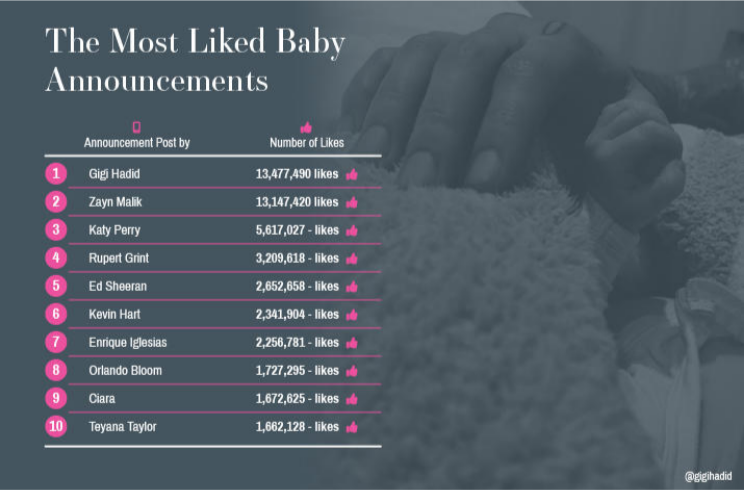 The Most Liked Baby
Announcements
Announcement Post by Number of Likes
1 Gigi Hadid 13,477,490 likes
2 Zayn Malik 13,147,420 likes
3 Katy Perry 5,617,027 - likes
4 Rupert Grint 3,209,618 - likes
5 Ed Sheeran 2,652,658 - likes
6 Kevin Hart 2,341,904 - likes
7 Enrique Iglesias 2,256,781 - likes
8 Orlando Bloom 1,727,295 - likes
9 Ciara 1,672,625 - likes
10 Teyana Taylor 1,662,128 - likes
@gigihadid